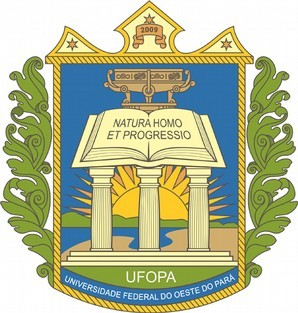 2009
NATURA HOMO
ET PROGRESSIO
UFOPA
UNIVERSIDADE FEDERAL DO OESTE DO PARÁ